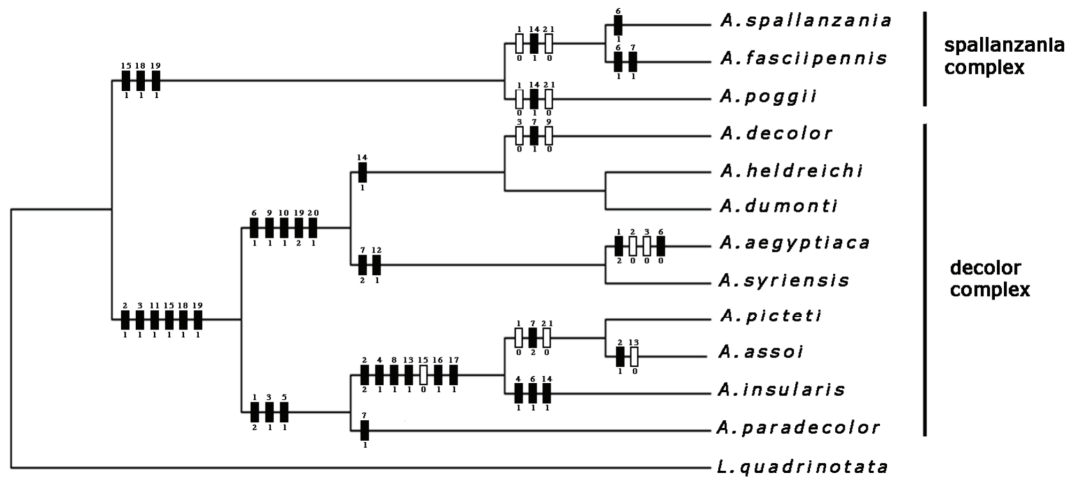 6
A.spallanzania
1
1 14 21
0 1 0
6 7
A.fasciipennis
1 1
spallanzania
complex
15 18 19
1 1 1
1 14 21
A.poggii
0 1 0
3 7 9
A.decolor
0 1 0
14
A.heldreichi
1
A.dumonti
6 9 10 19 20
1 1 1 2 1
1 2 3 6
A.aegyptiaca
2 0 0 0
7 12
2 1
A.syriensis
decolor
complex
2 3 11 15 18 19
1 1 1 1 1 1
A.picteti
1 7 21
0 2 0
2 13
A.assoi
1 0
2 4 8 13 15 16 17
2 1 1 1 0 1 1
4 6 14
A.insularis
1 1 1
1 3 5
2 1 1
7
A.paradecolor
1
L.quadrinotata